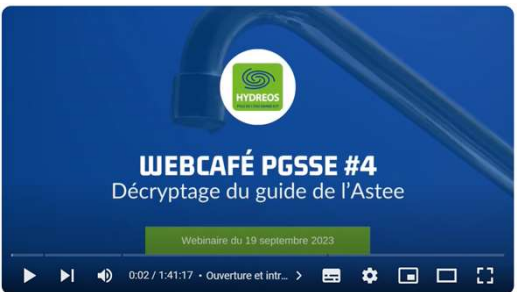 HYDREOS
WEBCAFÉ PGSSE #4
Décryptage du guide de l'Astee
Webinaire du 19 septembre 2023
0:02 / 1:41:17 • Ouverture et intr... >